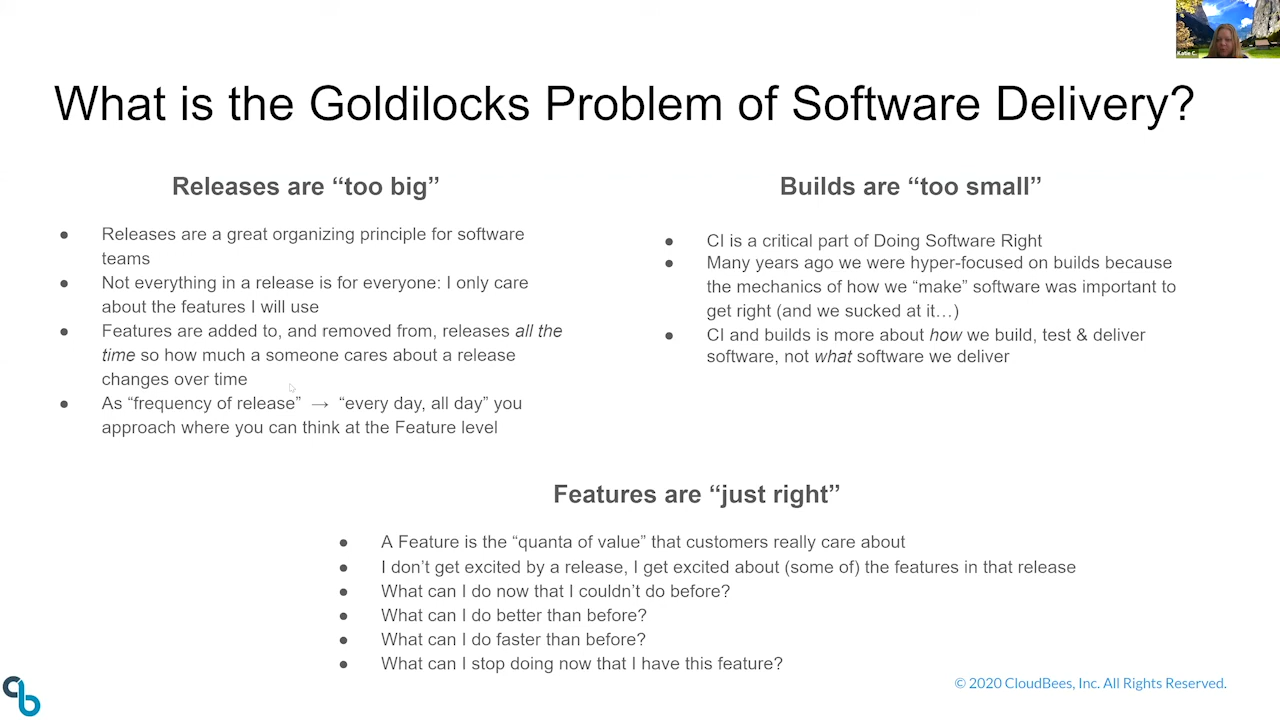 Katie C.
What is the Goldilocks Problem of Software Delivery?
Releases are “too big”
● Releases are a great organizing principle for software
teams
● Not everything in a release is for everyone: I only care
about the features I will use
● Features are added to, and removed from, releases all the
time so how much a someone cares about a release
changes over time
● As “frequency of release” → “every day, all day” you
approach where you can think at the Feature level
Builds are “too small”
● CI is a critical part of Doing Software Right
● Many years ago we were hyper-focused on builds because
the mechanics of how we “make” software was important to
get right (and we sucked at it…)
● CI and builds is more about how we build, test & deliver
software, not what software we deliver
Features are “just right”
● A Feature is the “quanta of value” that customers really care about
● I don’t get excited by a release, I get excited about (some of) the features in that release
● What can I do now that I couldn’t do before?
● What can I do better than before?
● What can I do faster than before?
● What can I stop doing now that I have this feature?
© 2020 CloudBees, Inc. All Rights Reserved.